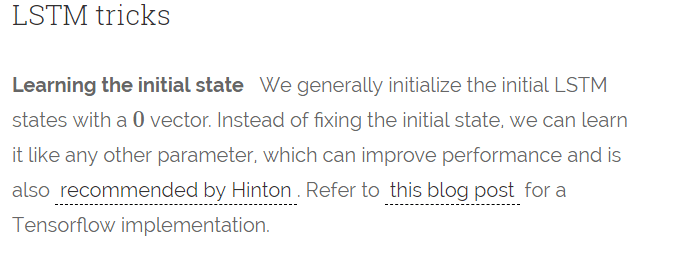 LSTM tricks
Learning the initial state We generally initialize the initial LSTM
states with a 0 vector. Instead of fixing the initial state, we can learn
it like any other parameter, which can improve performance and is
also recommended by Hinton . Refer to this blog post for a
Tensorflow implementation.